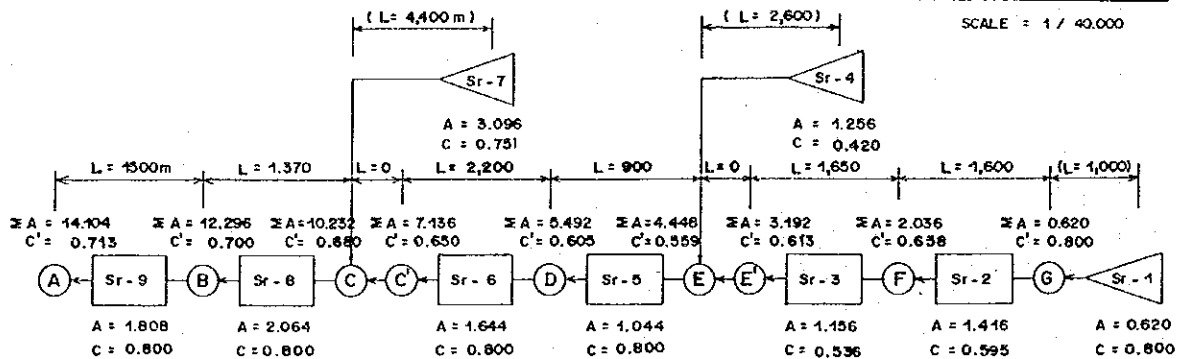 ( L= 4,400 m )
( L = 2,600 )
SCALE = 1 / 40.000
Sr-7
Sr-4
A = 3.096
C = 0.751
A = 1.256
C = 0.420
L = 1500m
L = 1.370
L=0
L= 2,200
L= 900
L=0
L= 1,650
L= 1,600
(L= 1,000)
ΣA = 14.104
C' = 0.713
ΣA = 12.296
C' = 0.700
ΣA = 10.232
C' = 0.680
ΣA = 7.136
C' = 0.650
ΣA = 5.492
C' = 0.605
ΣA = 4.448
C' = 0.559
ΣA = 3.192
C' = 0.613
ΣA = 2.036
C' = 0.658
ΣA = 0.620
C' = 0.800
A Sr-9 B Sr-8 C C' Sr-6 D Sr-5 E E' Sr-3 F Sr-2 G Sr-1
A = 1.808
C = 0.800
A = 2.064
C = 0.800
A = 1.644
C = 0.800
A = 1.044
C = 0.800
A = 1.156
C = 0.536
A = 1.416
C = 0.595
A = 0.620
C = 0.800